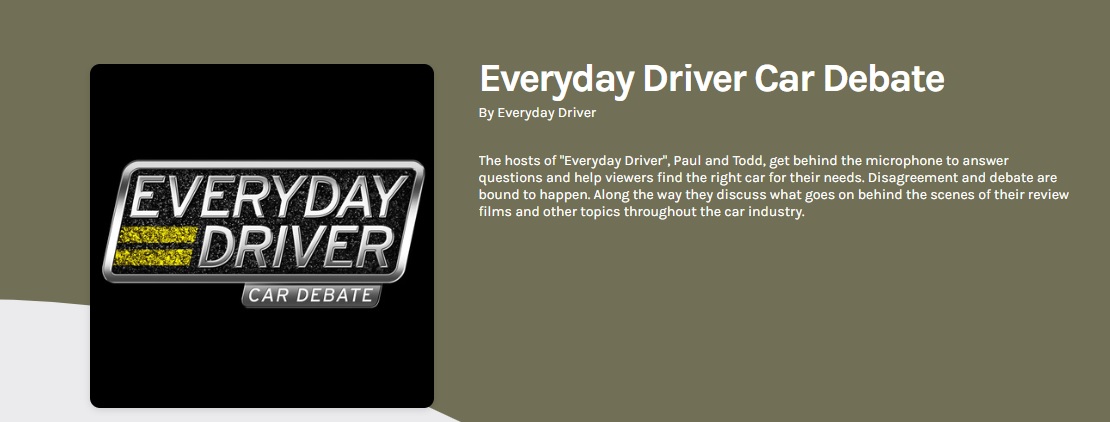 Everyday Driver Car Debate
By Everyday Driver
The hosts of "Everyday Driver", Paul and Todd, get behind the microphone to answer
questions and help viewers find the right car for their needs. Disagreement and debate are
bound to happen. Along the way they discuss what goes on behind the scenes of their review
films and other topics throughout the car industry.
EVERYDAY
DRIVER
CAR DEBATE